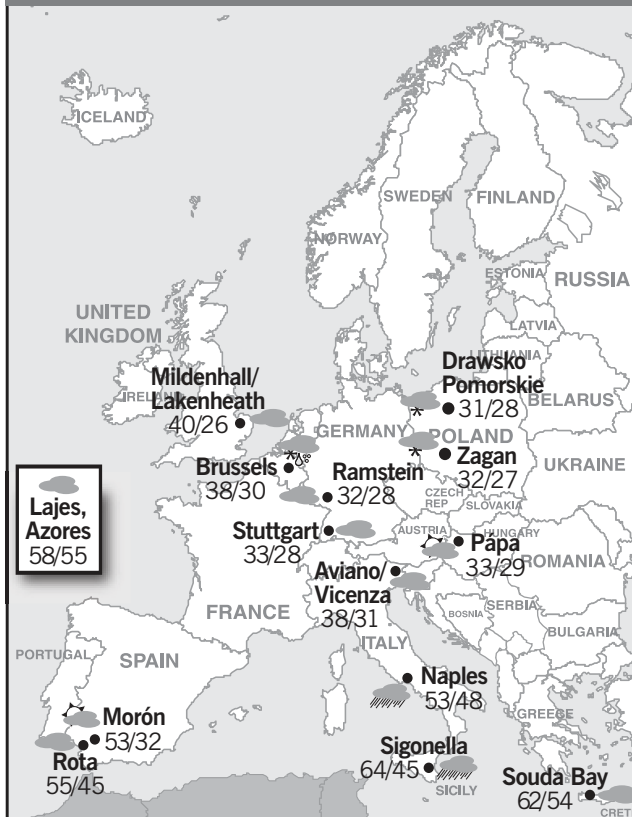 ICELAND
SWEDEN
FINLAND
NORWAY
ESTONIA
RUSSIA
UNITED
KINGDOM
LATVIA
LITHUANIA
Drawsko
Pomorskie
31/28
Mildenhall/
Lakenheath
40/26
IRELAND
BELARUS
GERMANY
POLAND
Zagan
32/27
Brussels
38/30
Ramstein
32/28
UKRAINE
CZECH
REP
SLOVAKIA
Lajes,
Azores
58/55
Stuttgart
33/28
AUSTRIA
HUNGARY
Pápa
33/29
ROMANIA
Aviano/
Vicenza
38/31
FRANCE
BOSNIA
SERBIA
BULGARIA
ITALY
PORTUGAL
SPAIN
Naples
53/48
GREECE
Morón
53/32
Rota
55/45
Sigonella
64/45
SICILY
Souda Bay
62/54
CRET